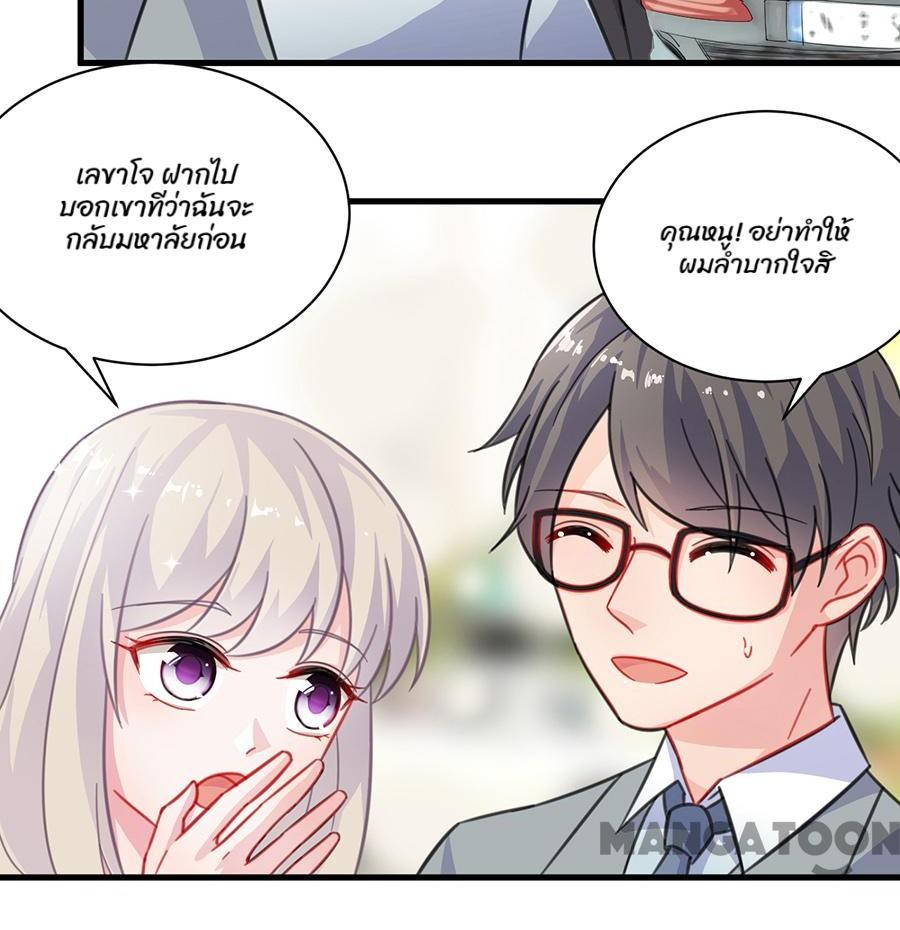 เลขาโจ ฝากไป
บอกเขาทีว่าฉันจะ
กลับมหาลัยก่อน
คุณหนู! อย่าทำให้
ผมลำบากใจสิ
MANGATOON